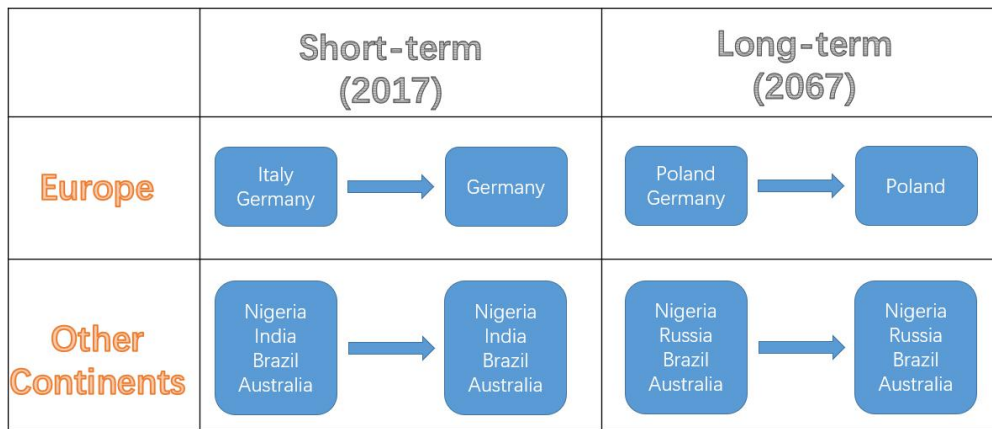 Short-term
(2017)
Long-term
(2067)
Europe
Italy
Germany
Germany
Poland
Germany
Poland
Other
Continents
Nigeria
India
Brazil
Australia
Nigeria
India
Brazil
Australia
Nigeria
Russia
Brazil
Australia
Nigeria
Russia
Brazil
Australia